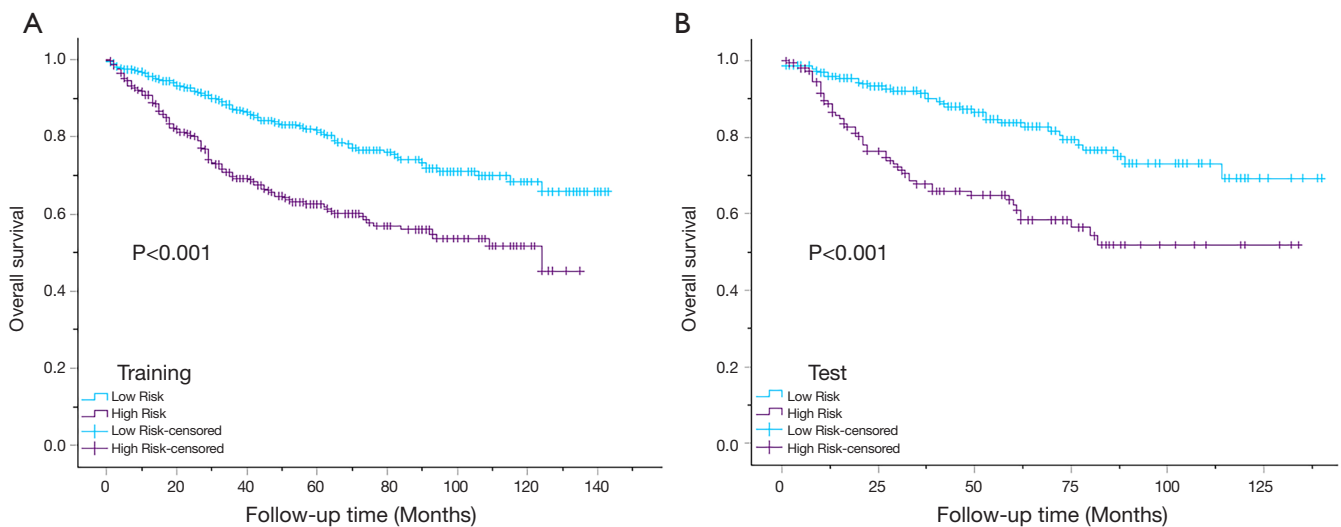 A
1.0
0.8
0.6
0.4
0.2
0.0
Overall survival
P<0.001
Training
Low Risk
High Risk
Low Risk-censored
High Risk-censored
0 20 40 60 80 100 120 140
Follow-up time (Months)
B
1.0
0.8
0.6
0.4
0.2
0.0
Overall survival
P<0.001
Test
Low Risk
High Risk
Low Risk-censored
High Risk-censored
0 25 50 75 100 125
Follow-up time (Months)